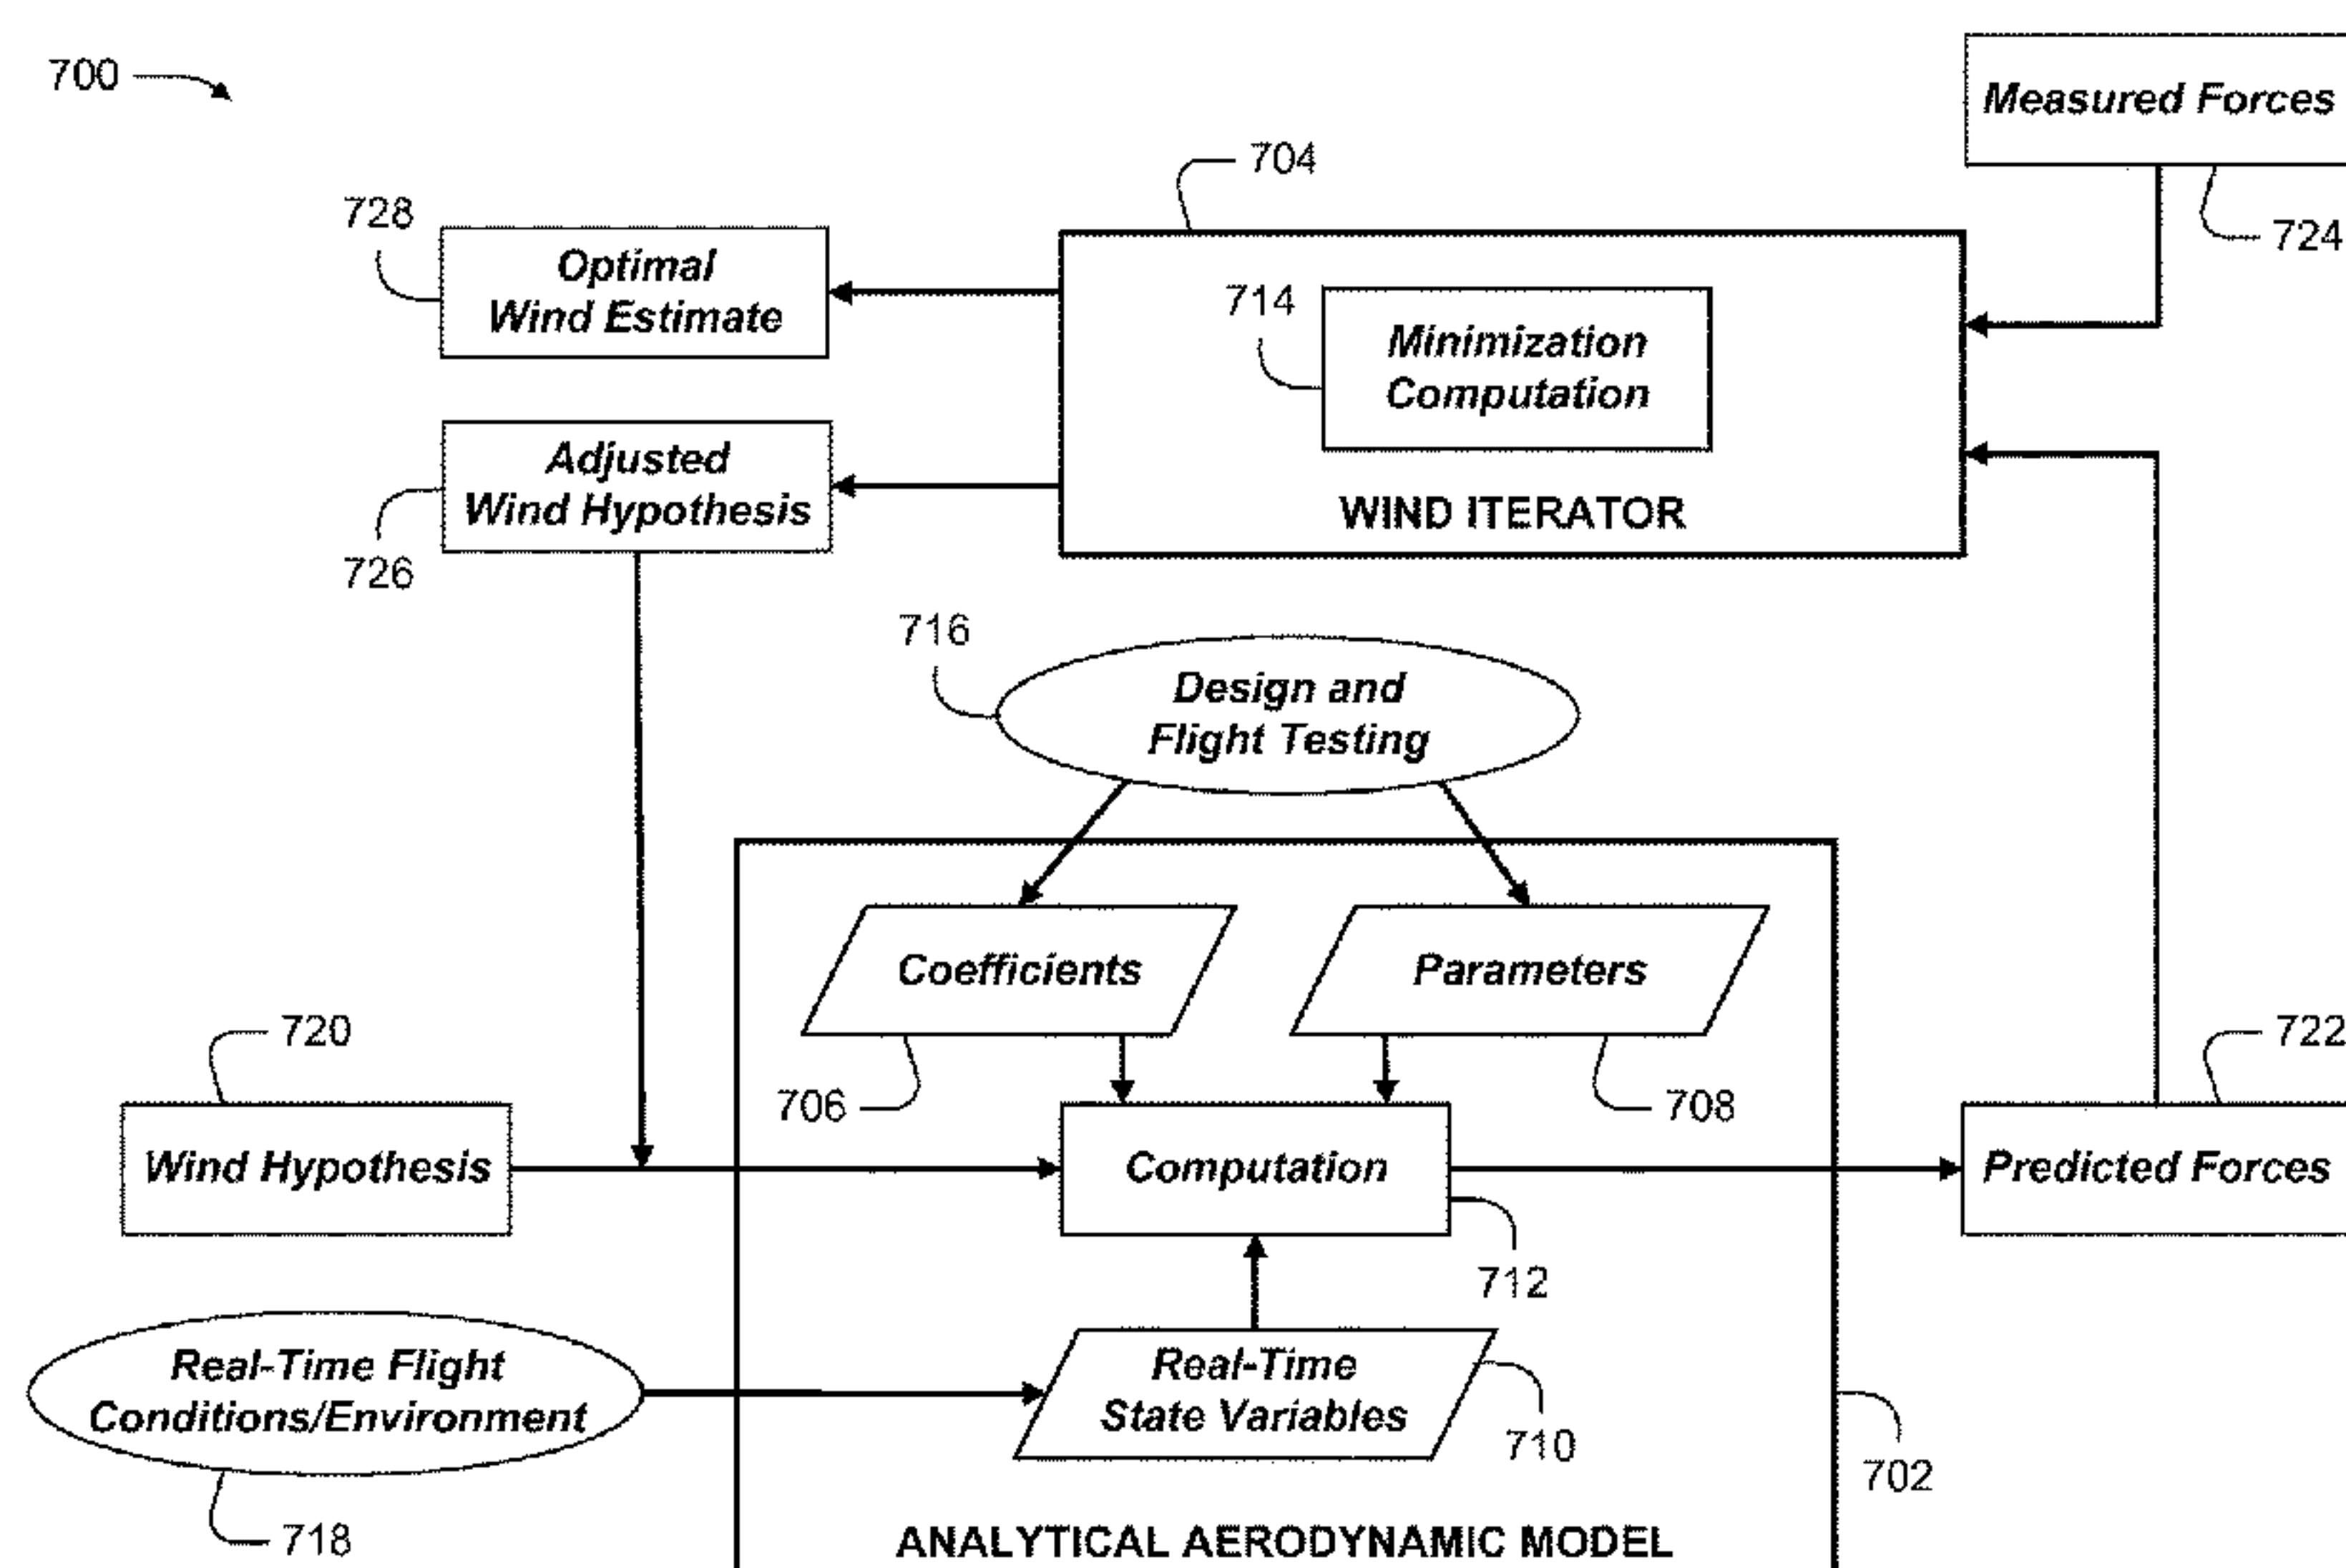 700
Measured Forces
704
728
724
Optimal
Wind Estimate
714
Minimization
Computation
Adjusted
Wind Hypothesis
WIND ITERATOR
726
716
Design and
Flight Testing
Coefficients
Parameters
720
722
706
708
Wind Hypothesis
Computation
Predicted Forces
712
Real-Time Flight
Conditions/Environment
Real-Time
State Variables
710
702
718
ANALYTICAL AERODYNAMIC MODEL